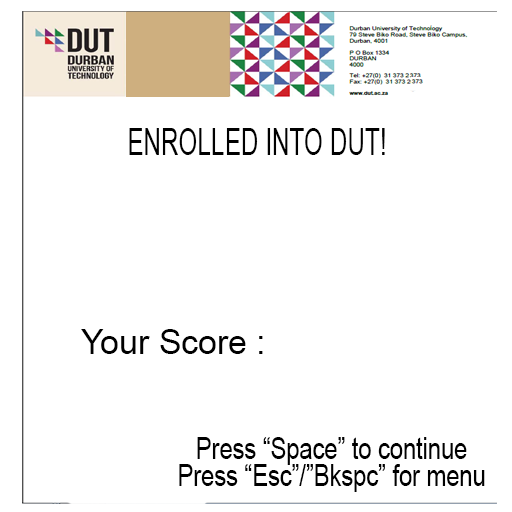 DUT
DURBAN
UNIVERSITY OF
TECHNOLOGY
Durban University of Technology
79 Steve Biko Road, Steve Biko Campus,
Durban, 4001
P O Box 1334
DURBAN
4000
Tel: +27(0) 31 373 2373
Fax: +27(0) 31 373 2373
www.dut.ac.za
ENROLLED INTO DUT!
Your Score :
Press “Space” to continue
Press “Esc”/”Bkspc” for menu